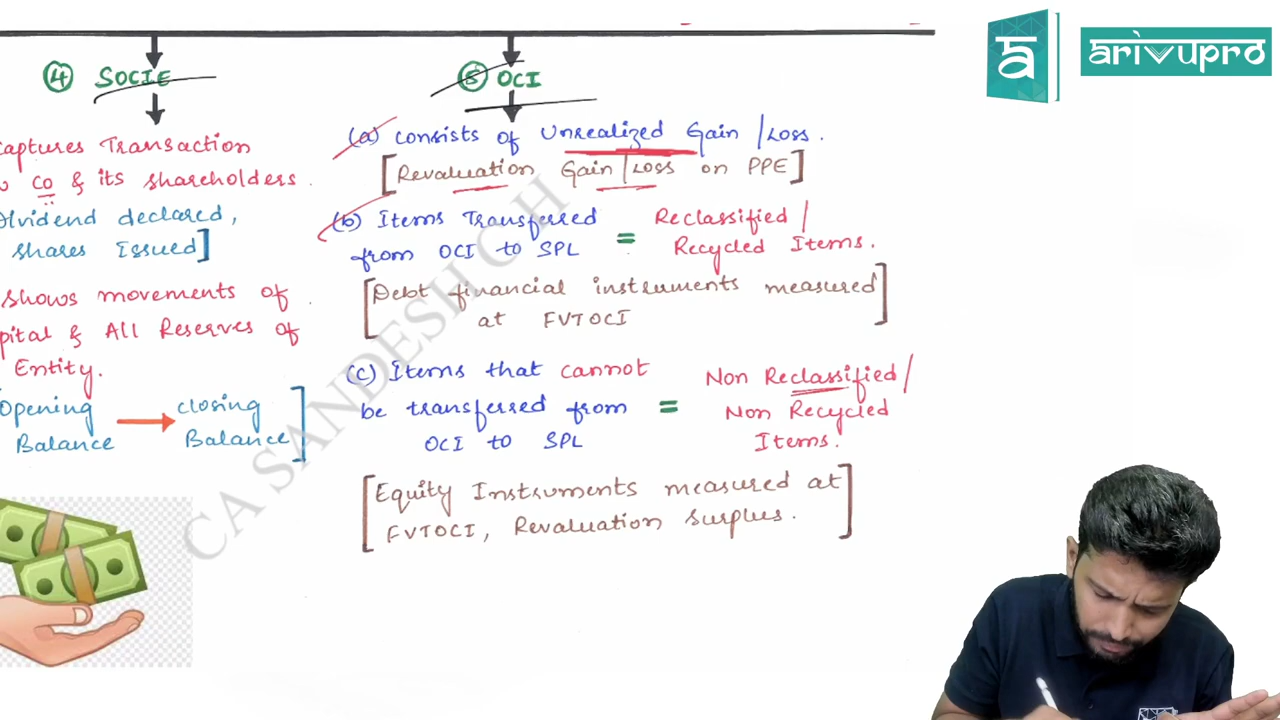 arivupro
④ SOCIE
Captures Transaction
Co & its shareholders.
Dividend declared,
shares Issued]
shows movements of
Capital & All Reserves of
Entity.
Opening Balance → closing Balance]
⑤ OCI
(a) Consists of Unrealized Gain / Loss.
[Revaluation Gain | Loss on PPE]
(b) Items Transferred from OCI to SPL = Reclassified / Recycled Items.
[Debt financial instruments measured
at FVTOCI]
(c) Items that cannot be transferred from OCI to SPL = Non Reclassified / Non Recycled Items.
[Equity Instruments measured at
FVTOCI, Revaluation surplus.]
CA SANDESH C H